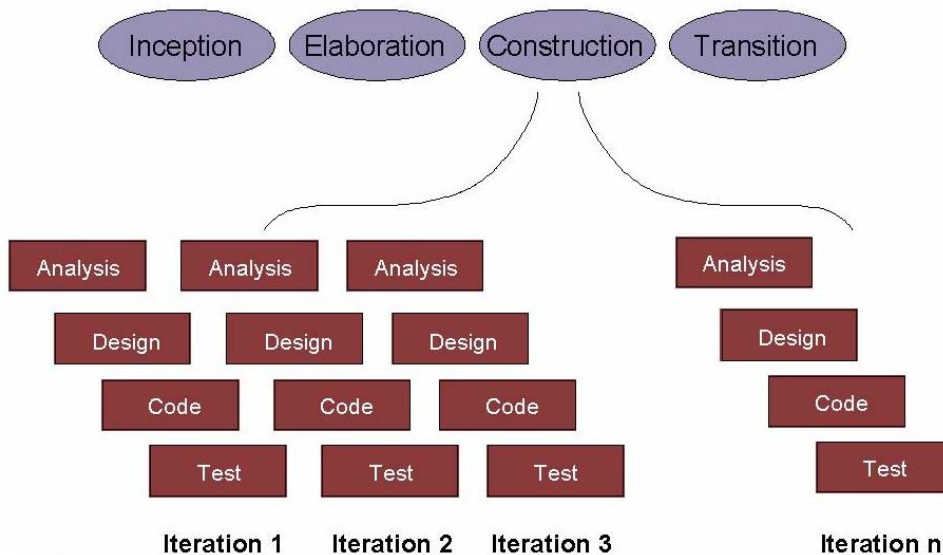 Inception Elaboration Construction Transition
Analysis Analysis Analysis Analysis
Design Design Design Design
Code Code Code Code
Test Test Test Test
Iteration 1 Iteration 2 Iteration 3 Iteration n